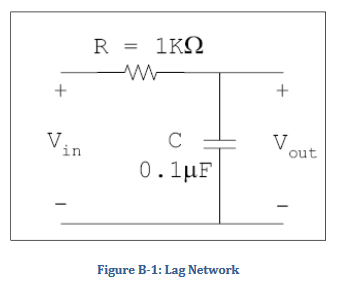 R = 1KΩ
+ +
V in C V out
0.1µF
− −
Figure B-1: Lag Network